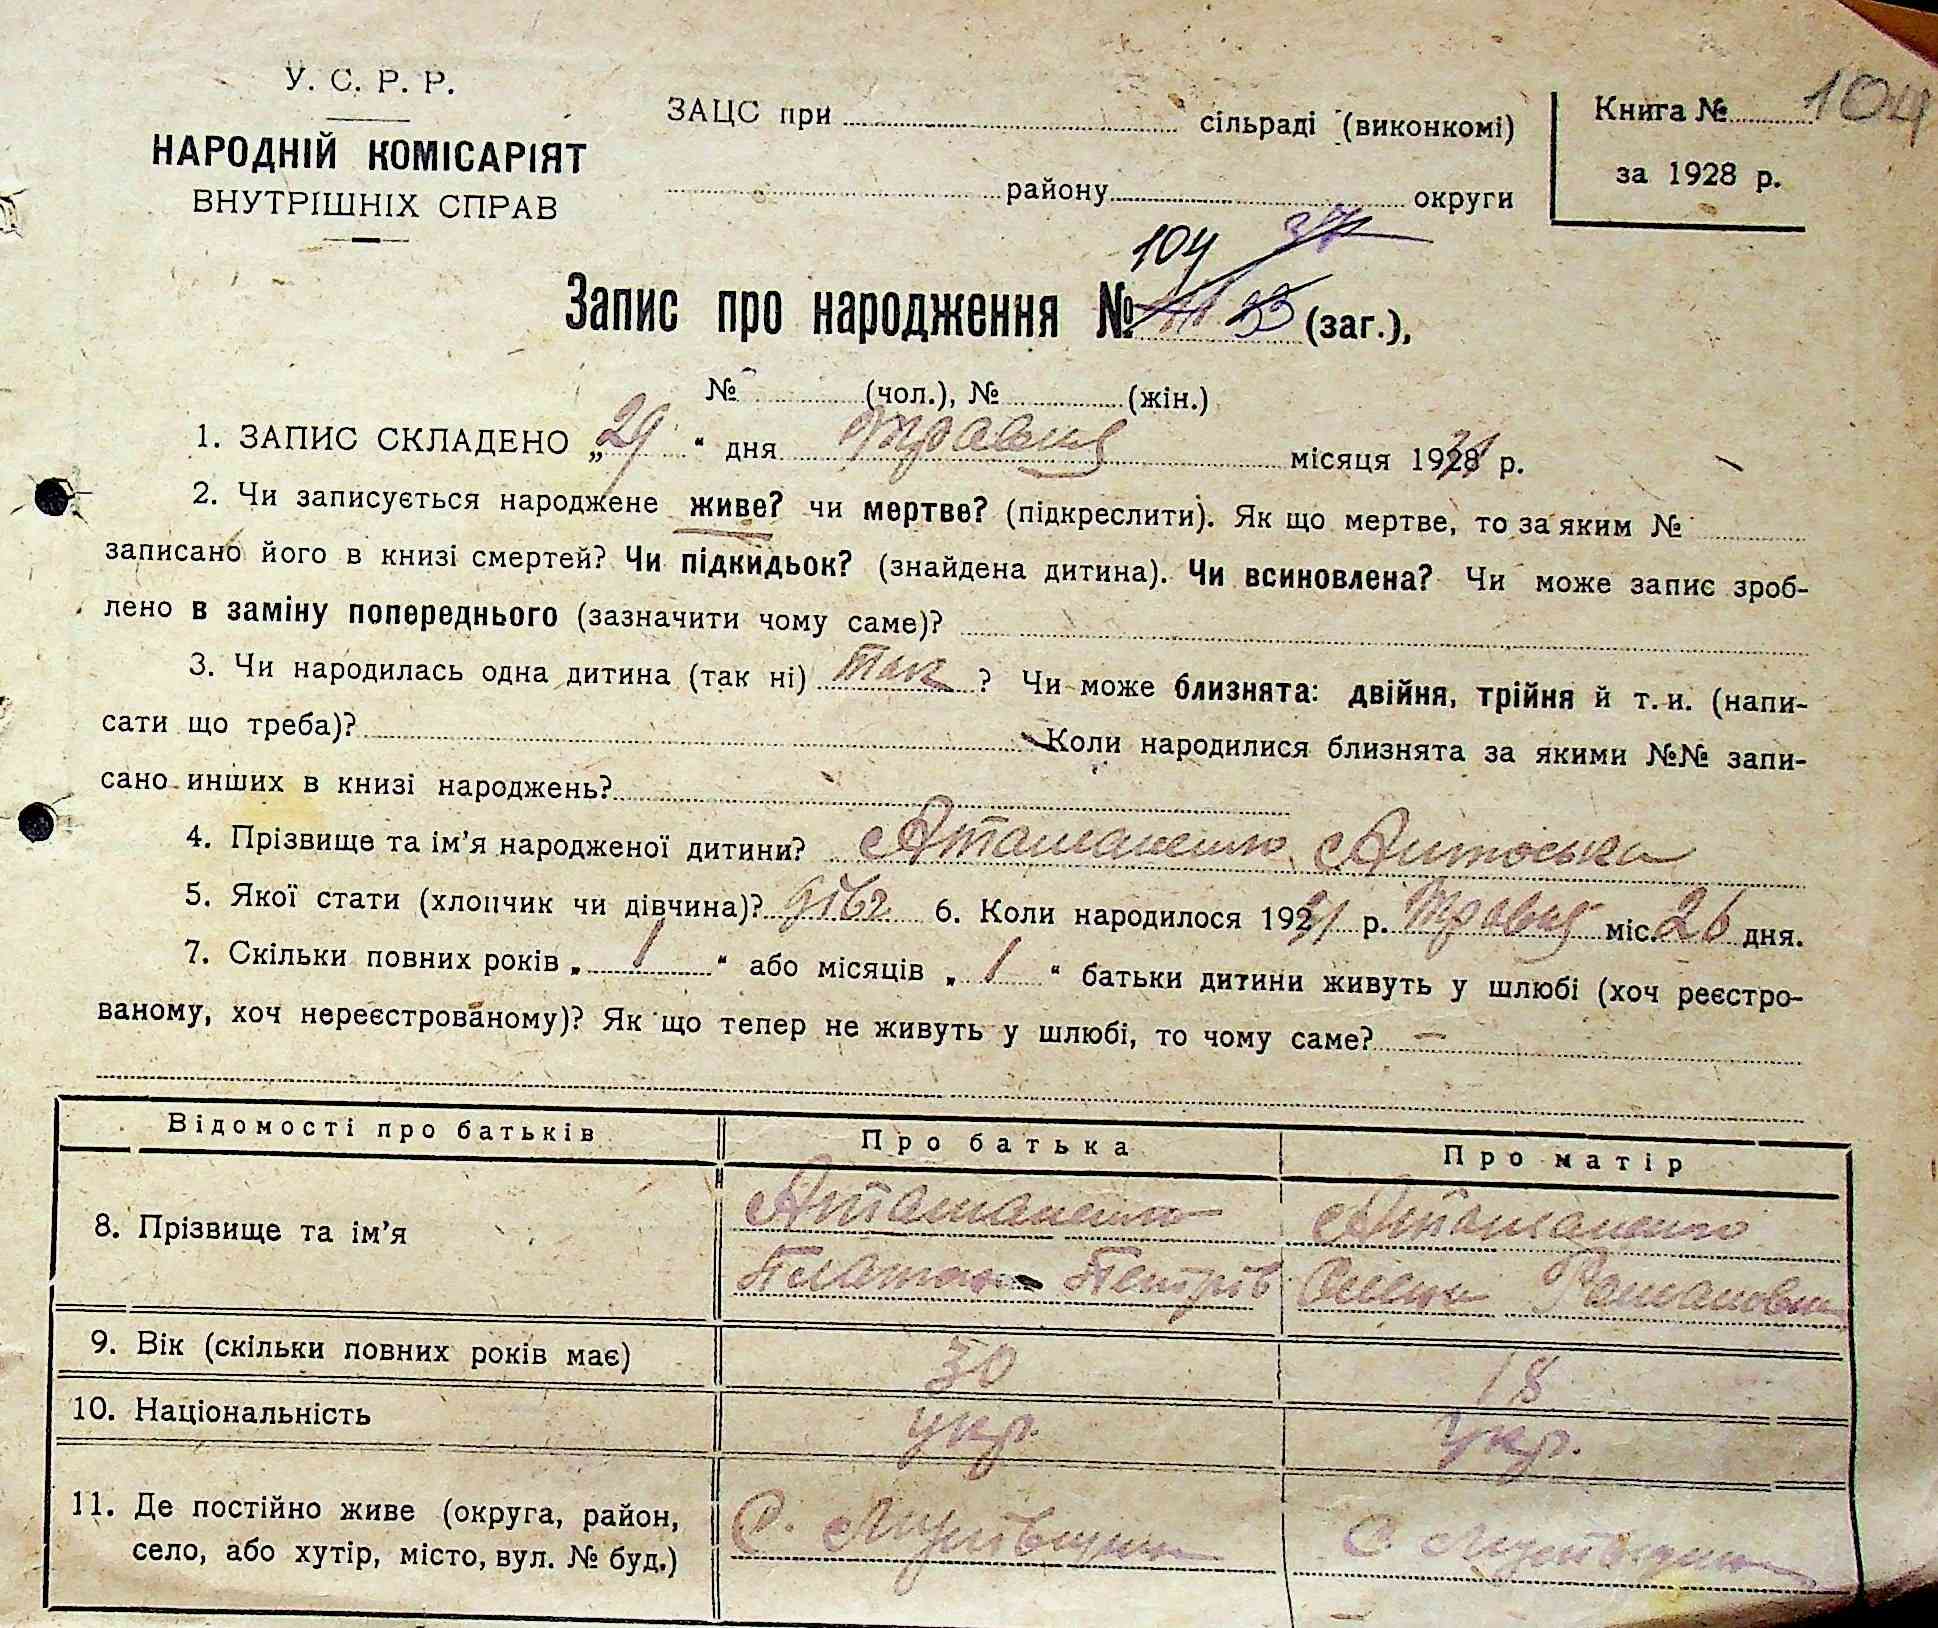 У. С. Р. Р.
НАРОДНІЙ КОМІСАРІЯТ
ВНУТРІШНІХ СПРАВ
ЗАЦС при сільраді (виконкомі)
району округи
Книга № 104
за 1928 р.
104 37
Запис про народження № 33 (заг.),
№ (чол.), № (жін.)
1. ЗАПИС СКЛАДЕНО „29“ дня Травня місяця 1931 р.
2. Чи записується народжене живе? чи мертве? (підкреслити). Як що мертве, то за яким №
записано його в книзі смертей? Чи підкидьок? (знайдена дитина). Чи всиновлена? Чи може запис зроб-
лено в заміну попереднього (зазначити чому саме)?
3. Чи народилась одна дитина (так ні) Так ? Чи може близнята: двійня, трійня й т. и. (напи-
сати що треба)? Коли народилися близнята за якими №№ запи-
сано инших в книзі народжень?
4. Прізвище та ім’я народженої дитини? Атаманенко Антоська
5. Якої стати (хлопчик чи дівчина)? дівч. 6. Коли народилося 1931 р. Травня міс. 26 дня.
7. Скільки повних років „ 1 “ або місяців „ 1 “ батьки дитини живуть у шлюбі (хоч реєстро-
ваному, хоч нереєстрованому)? Як що тепер не живуть у шлюбі, то чому саме? –
Відомості про батьків Про батька Про матір
8. Прізвище та ім’я Атаманенко Атаманенко
Платон Петрів Олена Романовна
9. Вік (скільки повних років має) 30 18
10. Національність укр. укр.
11. Де постійно живе (округа, район,
село, або хутір, місто, вул. № буд.) С. С.